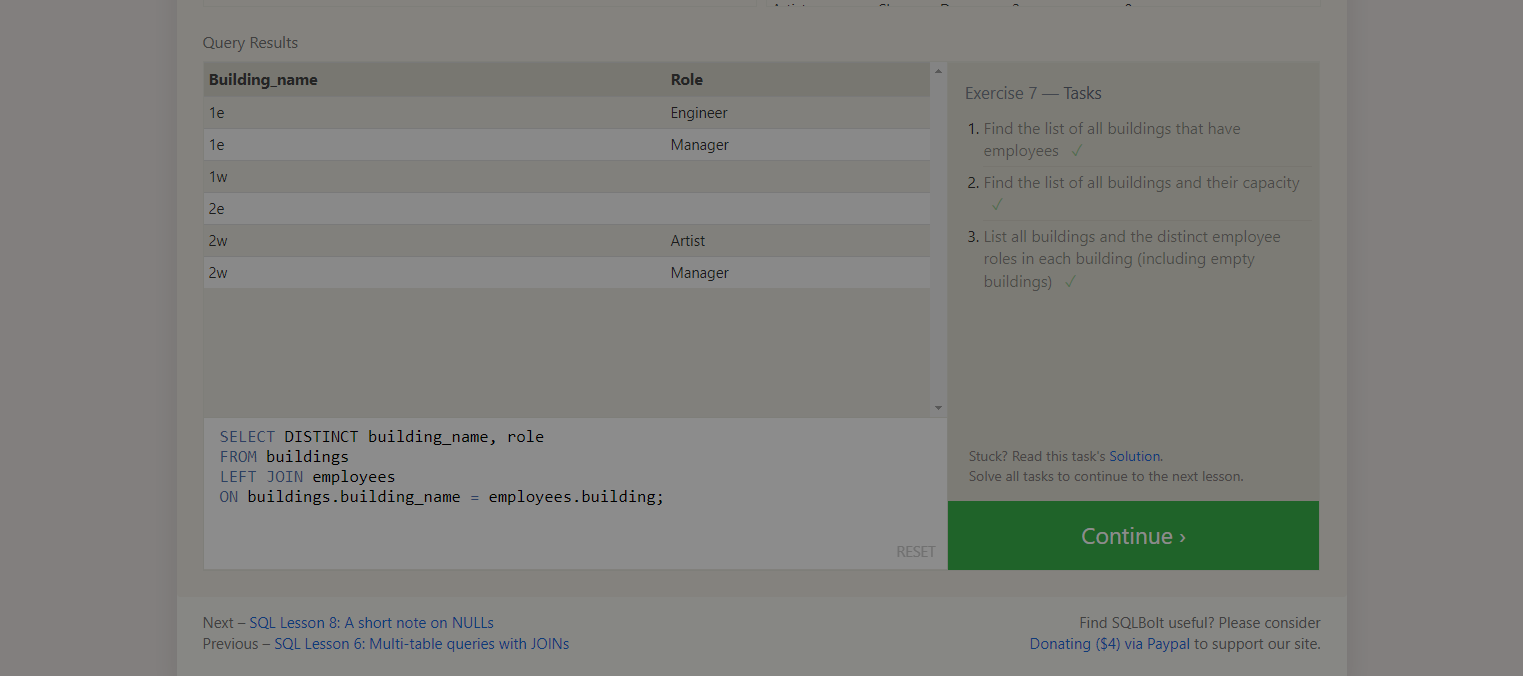 Query Results
Building_name Role
1e Engineer
1e Manager
1w
2e
2w Artist
2w Manager
SELECT DISTINCT building_name, role
FROM buildings
LEFT JOIN employees
ON buildings.building_name = employees.building;
RESET
Exercise 7 — Tasks
1. Find the list of all buildings that have
employees ✓
2. Find the list of all buildings and their capacity
✓
3. List all buildings and the distinct employee
roles in each building (including empty
buildings) ✓
Stuck? Read this task's Solution.
Solve all tasks to continue to the next lesson.
Continue ›
Next – SQL Lesson 8: A short note on NULLs
Previous – SQL Lesson 6: Multi-table queries with JOINs
Find SQLBolt useful? Please consider
Donating ($4) via Paypal to support our site.